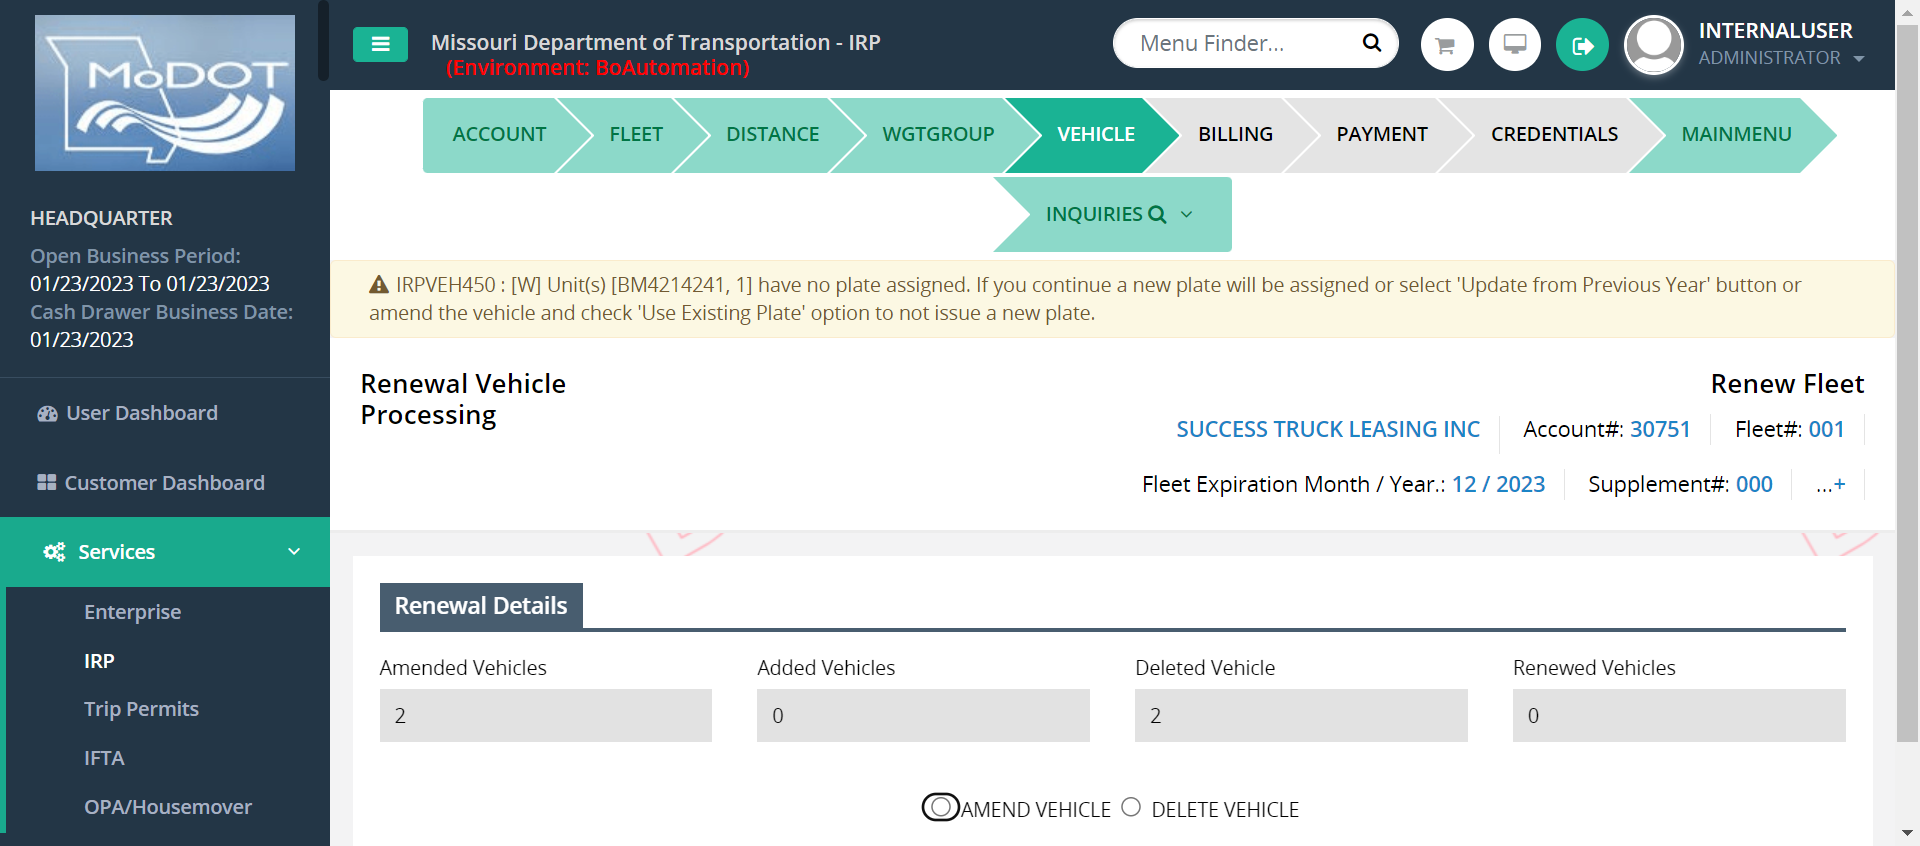 MoDOT
Missouri Department of Transportation - IRP
(Environment: BoAutomation)
Menu Finder...
INTERNALUSER
ADMINISTRATOR
HEADQUARTER
Open Business Period:
01/23/2023 To 01/23/2023
Cash Drawer Business Date:
01/23/2023
User Dashboard
Customer Dashboard
Services
Enterprise
IRP
Trip Permits
IFTA
OPA/Housemover
ACCOUNT FLEET DISTANCE WGTGROUP VEHICLE BILLING PAYMENT CREDENTIALS MAINMENU
INQUIRIES
IRPVEH450 : [W] Unit(s) [BM4214241, 1] have no plate assigned. If you continue a new plate will be assigned or select 'Update from Previous Year' button or
amend the vehicle and check 'Use Existing Plate' option to not issue a new plate.
Renewal Vehicle
Processing
Renew Fleet
SUCCESS TRUCK LEASING INC Account#: 30751 Fleet#: 001
Fleet Expiration Month / Year.: 12 / 2023 Supplement#: 000 ...+
Renewal Details
Amended Vehicles Added Vehicles Deleted Vehicle Renewed Vehicles
2 0 2 0
AMEND VEHICLE DELETE VEHICLE